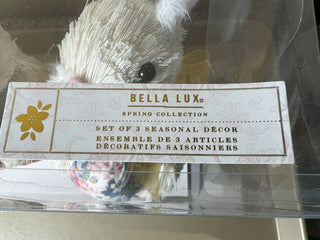 BELLA LUX
SPRING COLLECTION
SET OF 3 SEASONAL DÉCOR
ENSEMBLE DE 3 ARTICLES
DÉCORATIFS SAISONNIERS